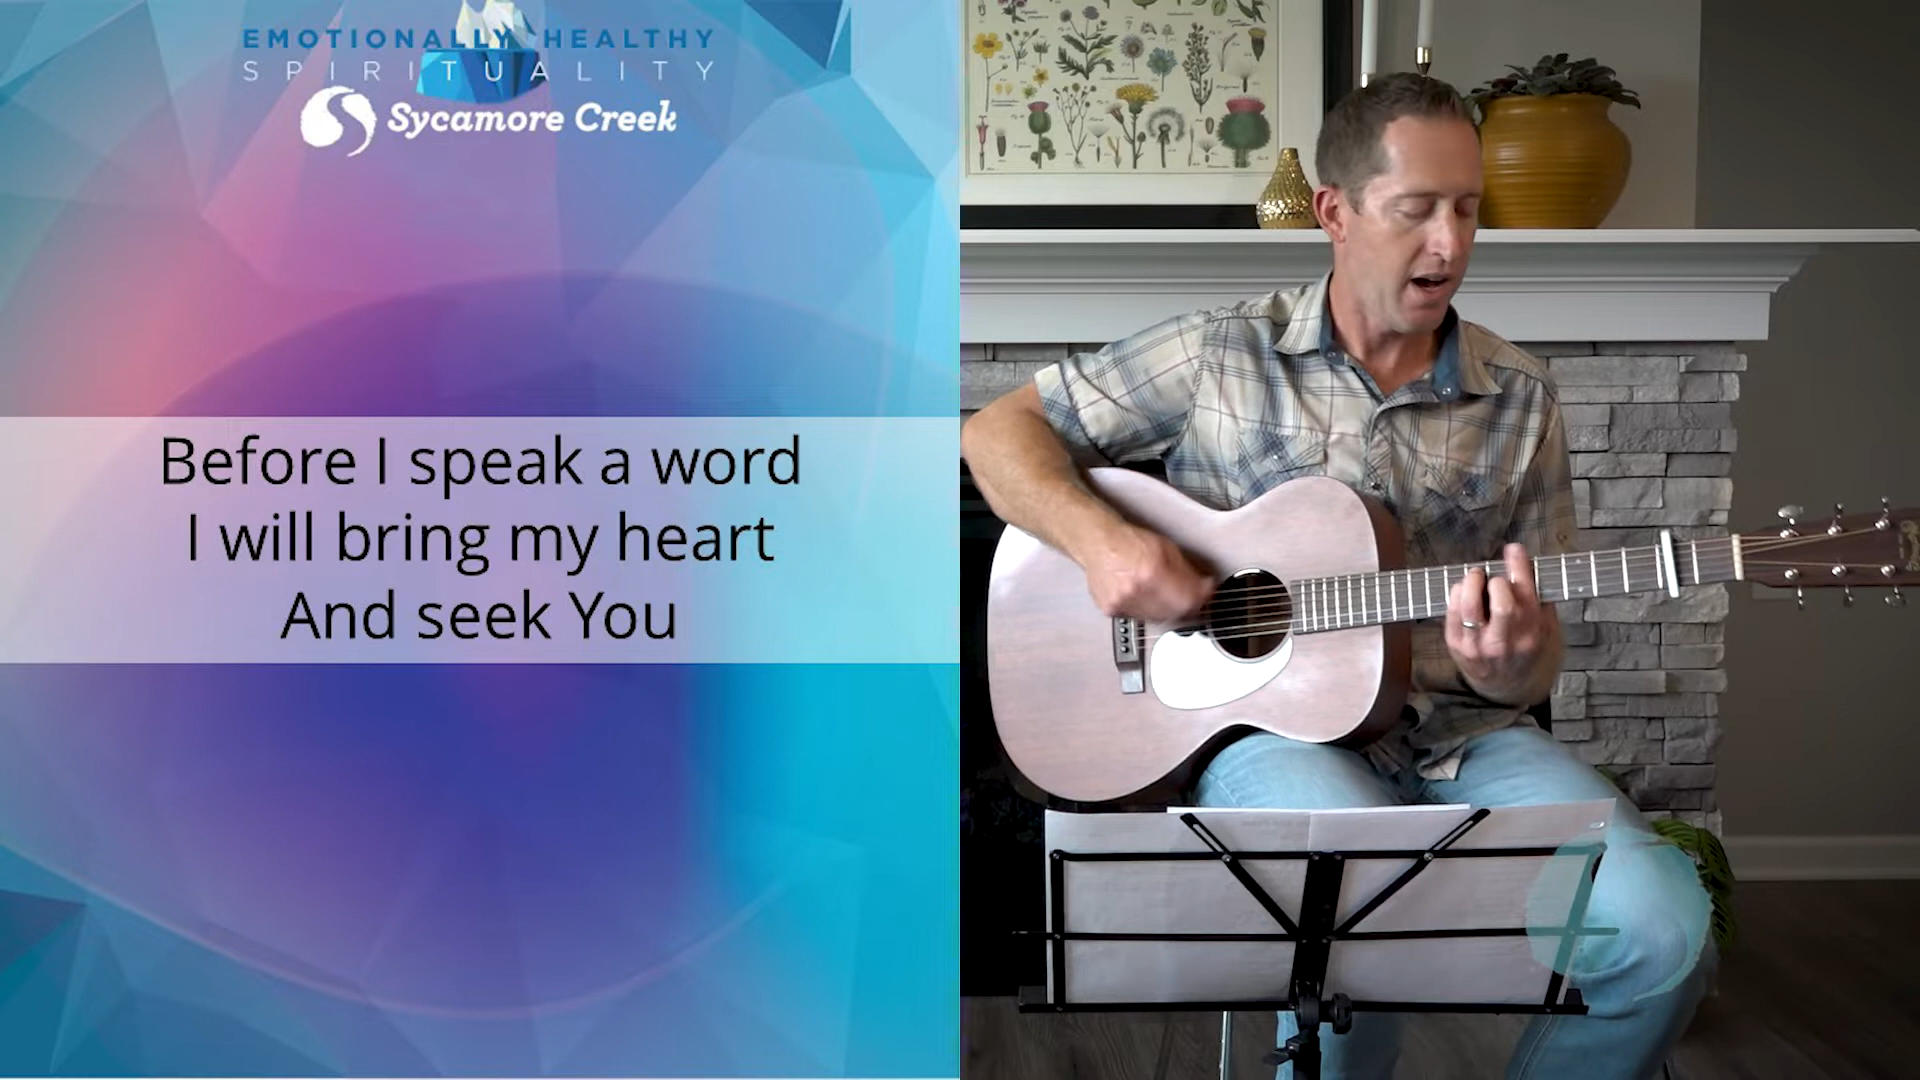 EMOTIONALLY HEALTHY
SPIRITUALITY
Sycamore Creek
Before I speak a word
I will bring my heart
And seek You